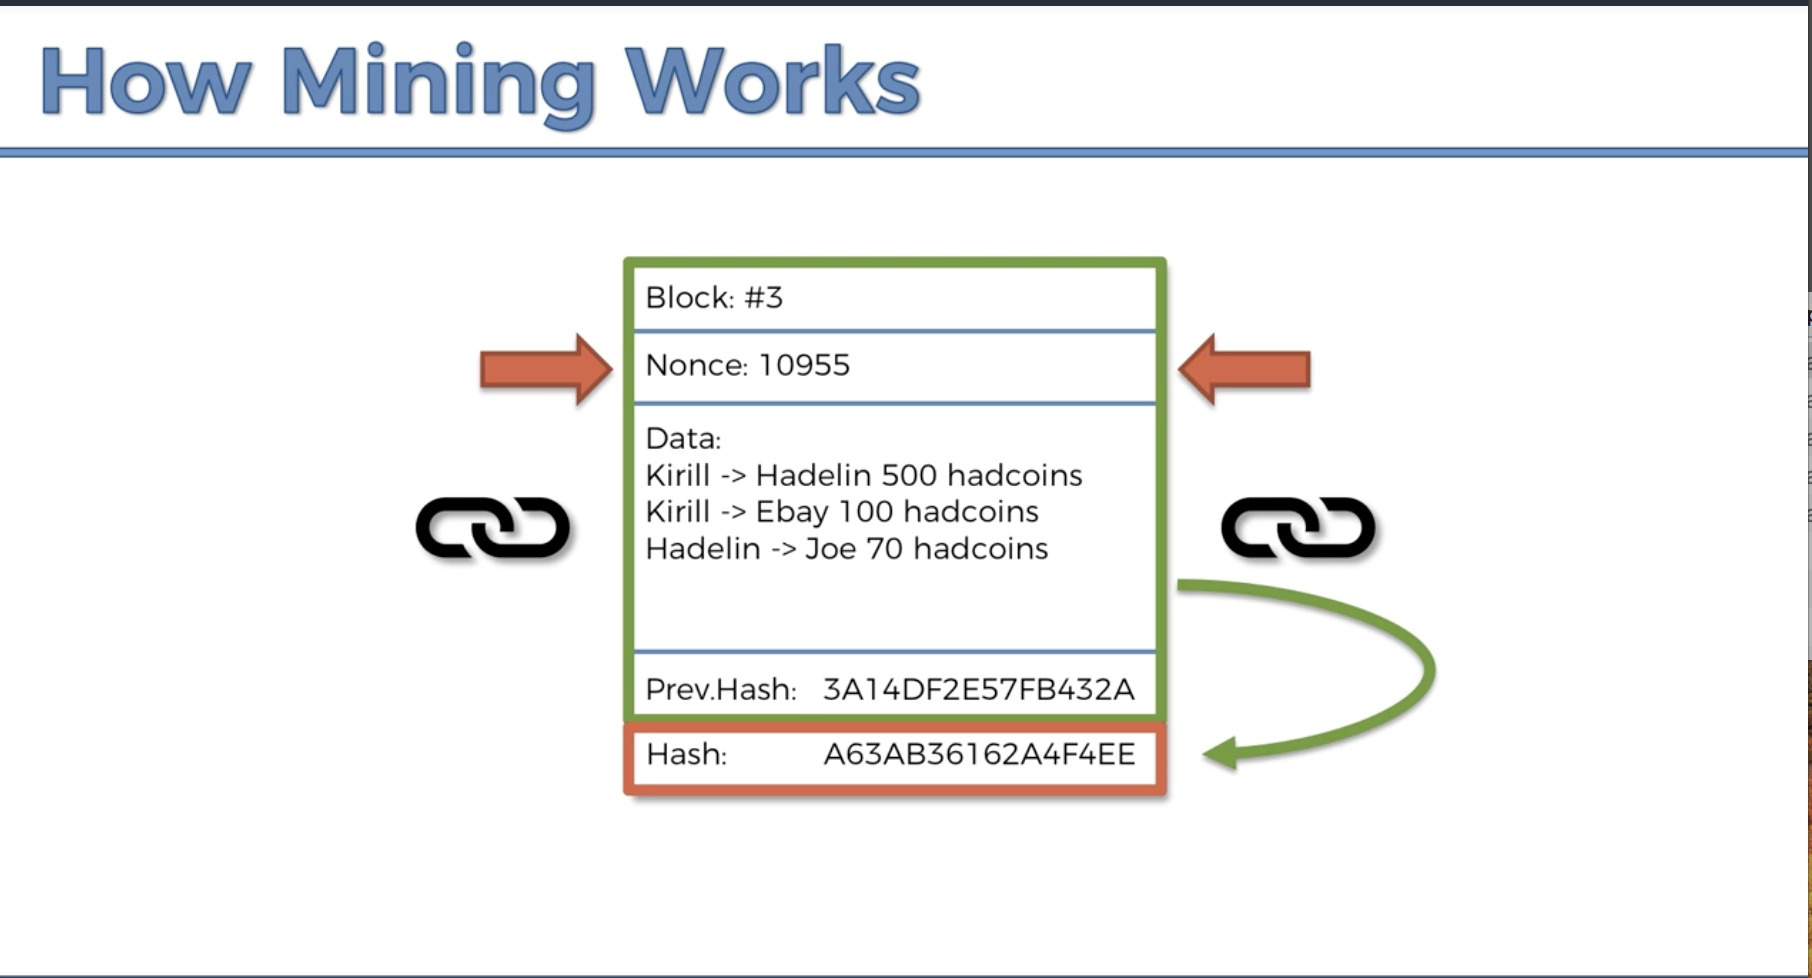 How Mining Works
Block: #3
Nonce: 10955
Data:
Kirill -> Hadelin 500 hadcoins
Kirill -> Ebay 100 hadcoins
Hadelin -> Joe 70 hadcoins
Prev.Hash: 3A14DF2E57FB432A
Hash: A63AB36162A4F4EE